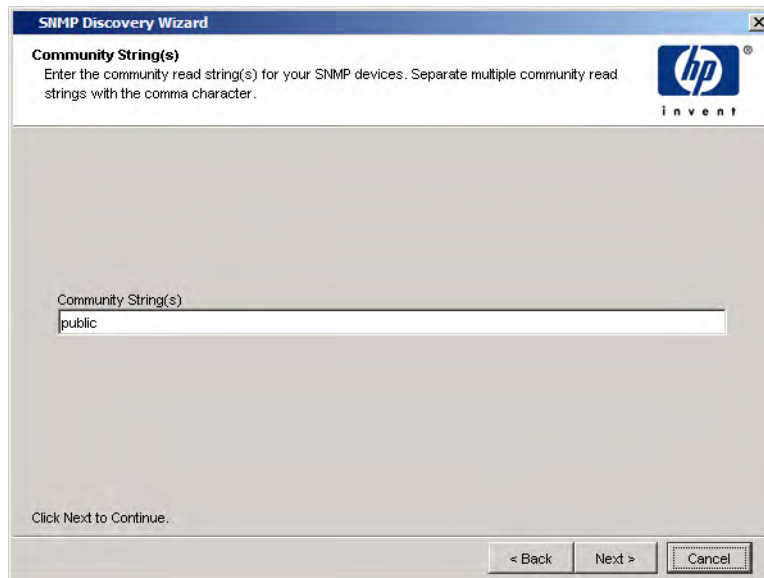 SNMP Discovery Wizard
Community String(s)
Enter the community read string(s) for your SNMP devices. Separate multiple community read
strings with the comma character.
hp ®
invent
Community String(s)
public
Click Next to Continue.
< Back Next > Cancel